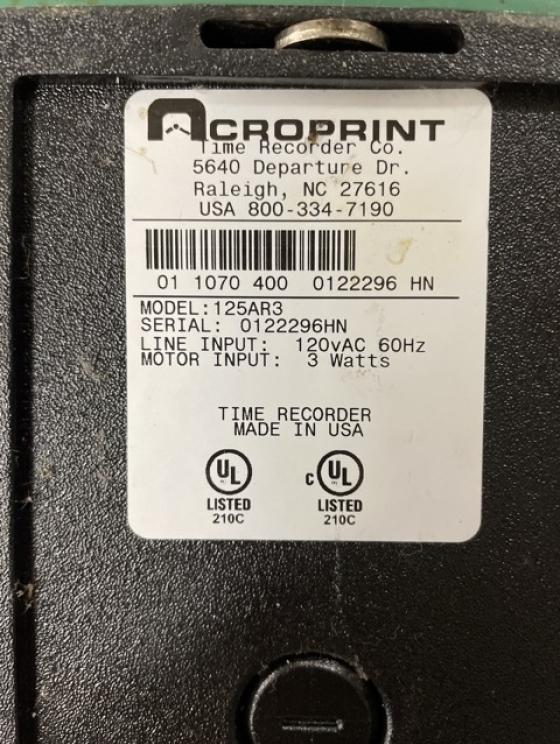 ACROPRINT
Time Recorder Co.
5640 Departure Dr.
Raleigh, NC 27616
USA 800-334-7190
01 1070 400 0122296 HN
MODEL:125AR3
SERIAL: 0122296HN
LINE INPUT: 120vAC 60Hz
MOTOR INPUT: 3 Watts
TIME RECORDER
MADE IN USA
UL c UL
LISTED LISTED
210C 210C